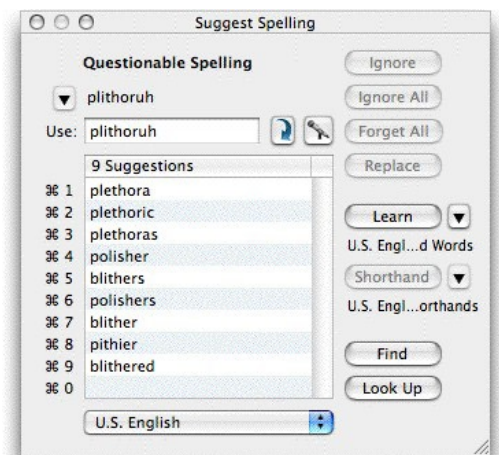 Suggest Spelling
Questionable Spelling
plithoruh
Use: plithoruh
9 Suggestions
⌘ 1 plethora
⌘ 2 plethoric
⌘ 3 plethoras
⌘ 4 polisher
⌘ 5 blithers
⌘ 6 polishers
⌘ 7 blither
⌘ 8 pithier
⌘ 9 blithered
⌘ 0
U.S. English
Ignore
Ignore All
Forget All
Replace
Learn
U.S. Engl...d Words
Shorthand
U.S. Engl...orthands
Find
Look Up